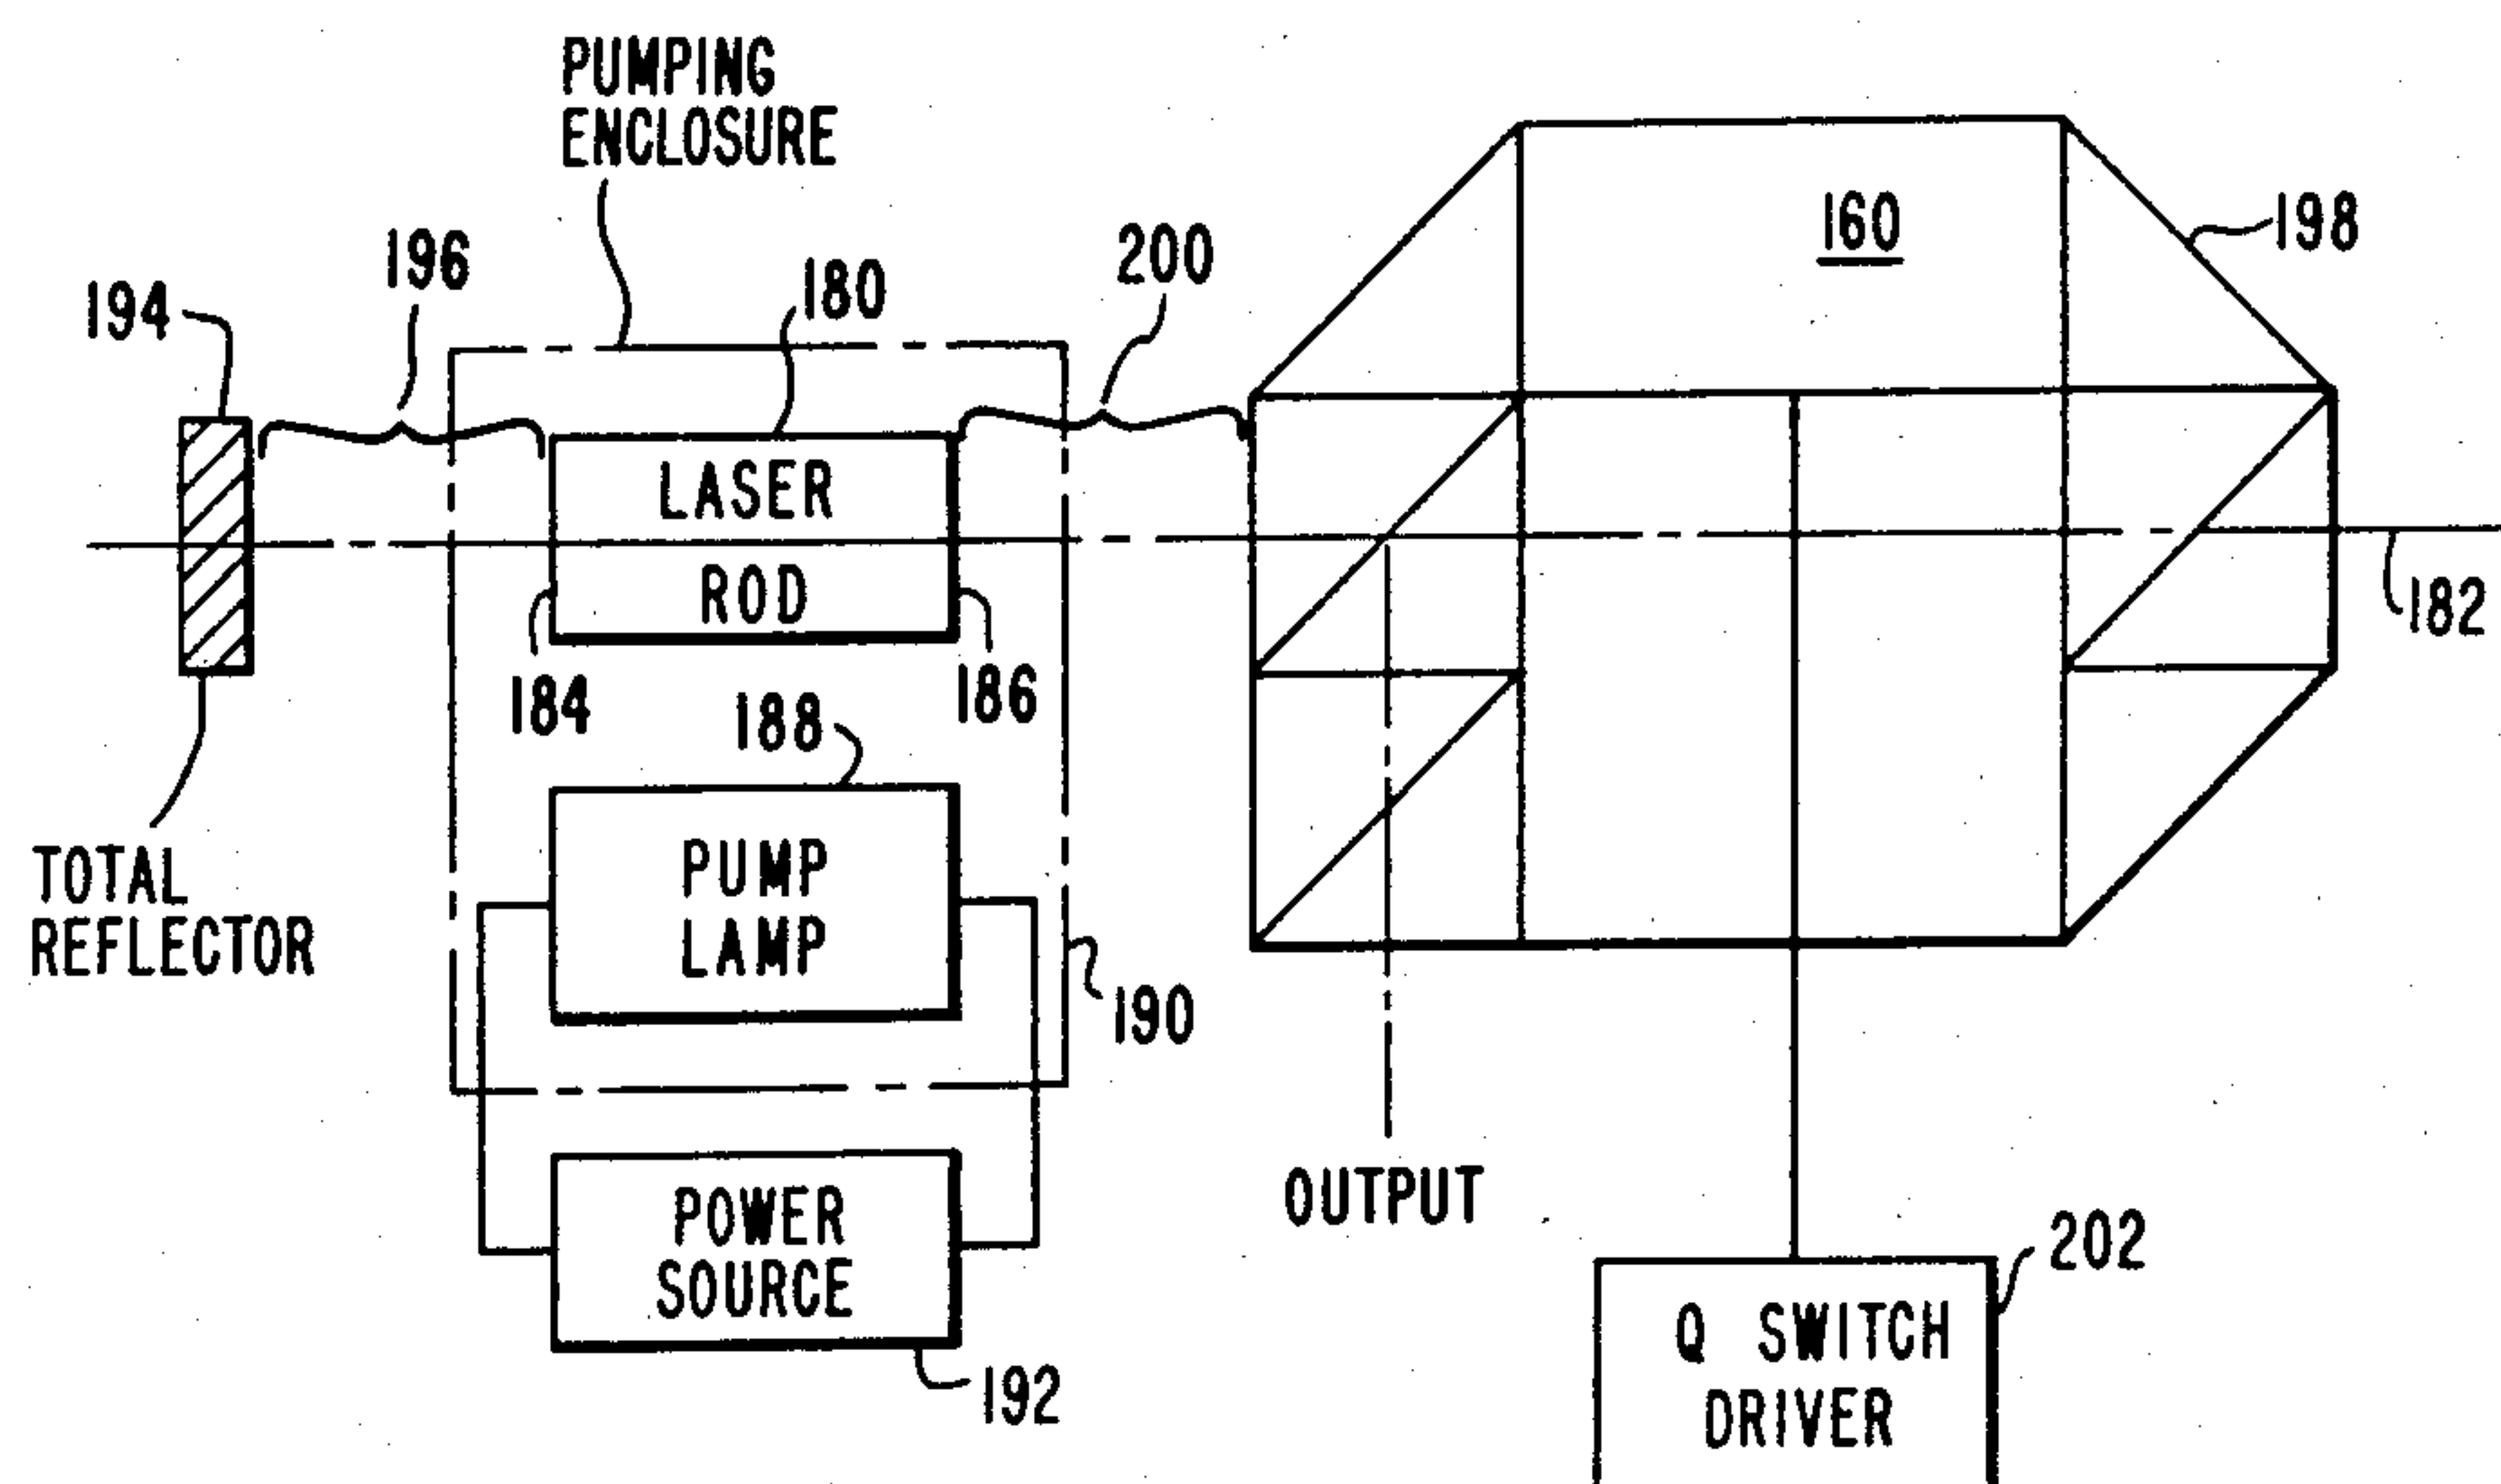 PUMPING
ENCLOSURE
160
198
196
200
180
194
LASER
ROD
182
184
186
188
PUMP
LAMP
TOTAL
REFLECTOR
190
OUTPUT
POWER
SOURCE
202
Q SWITCH
DRIVER
192